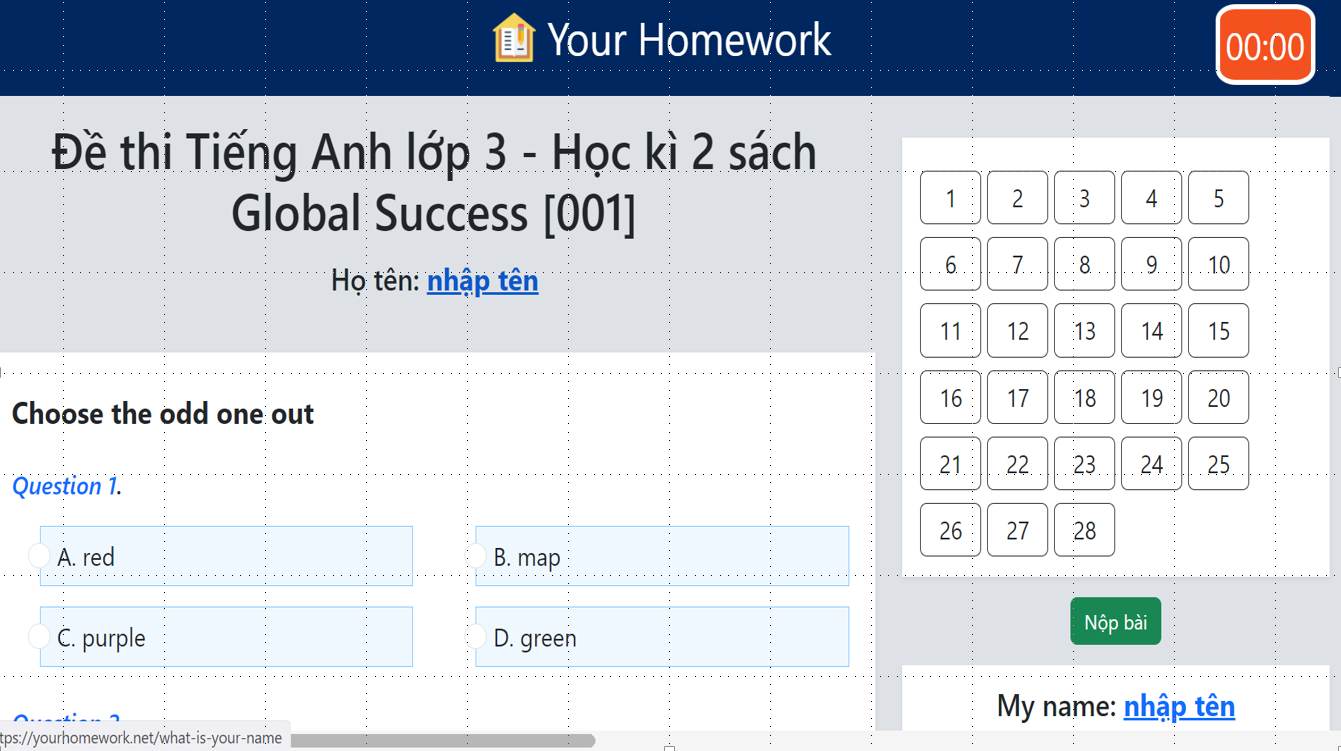 Your Homework
00:00
Đề thi Tiếng Anh lớp 3 - Học kì 2 sách
Global Success [001]
Họ tên: nhập tên
Choose the odd one out
Question 1.
A. red
B. map
C. purple
D. green
Question 2
tps://yourhomework.net/what-is-your-name
1 2 3 4 5
6 7 8 9 10
11 12 13 14 15
16 17 18 19 20
21 22 23 24 25
26 27 28
Nộp bài
My name: nhập tên